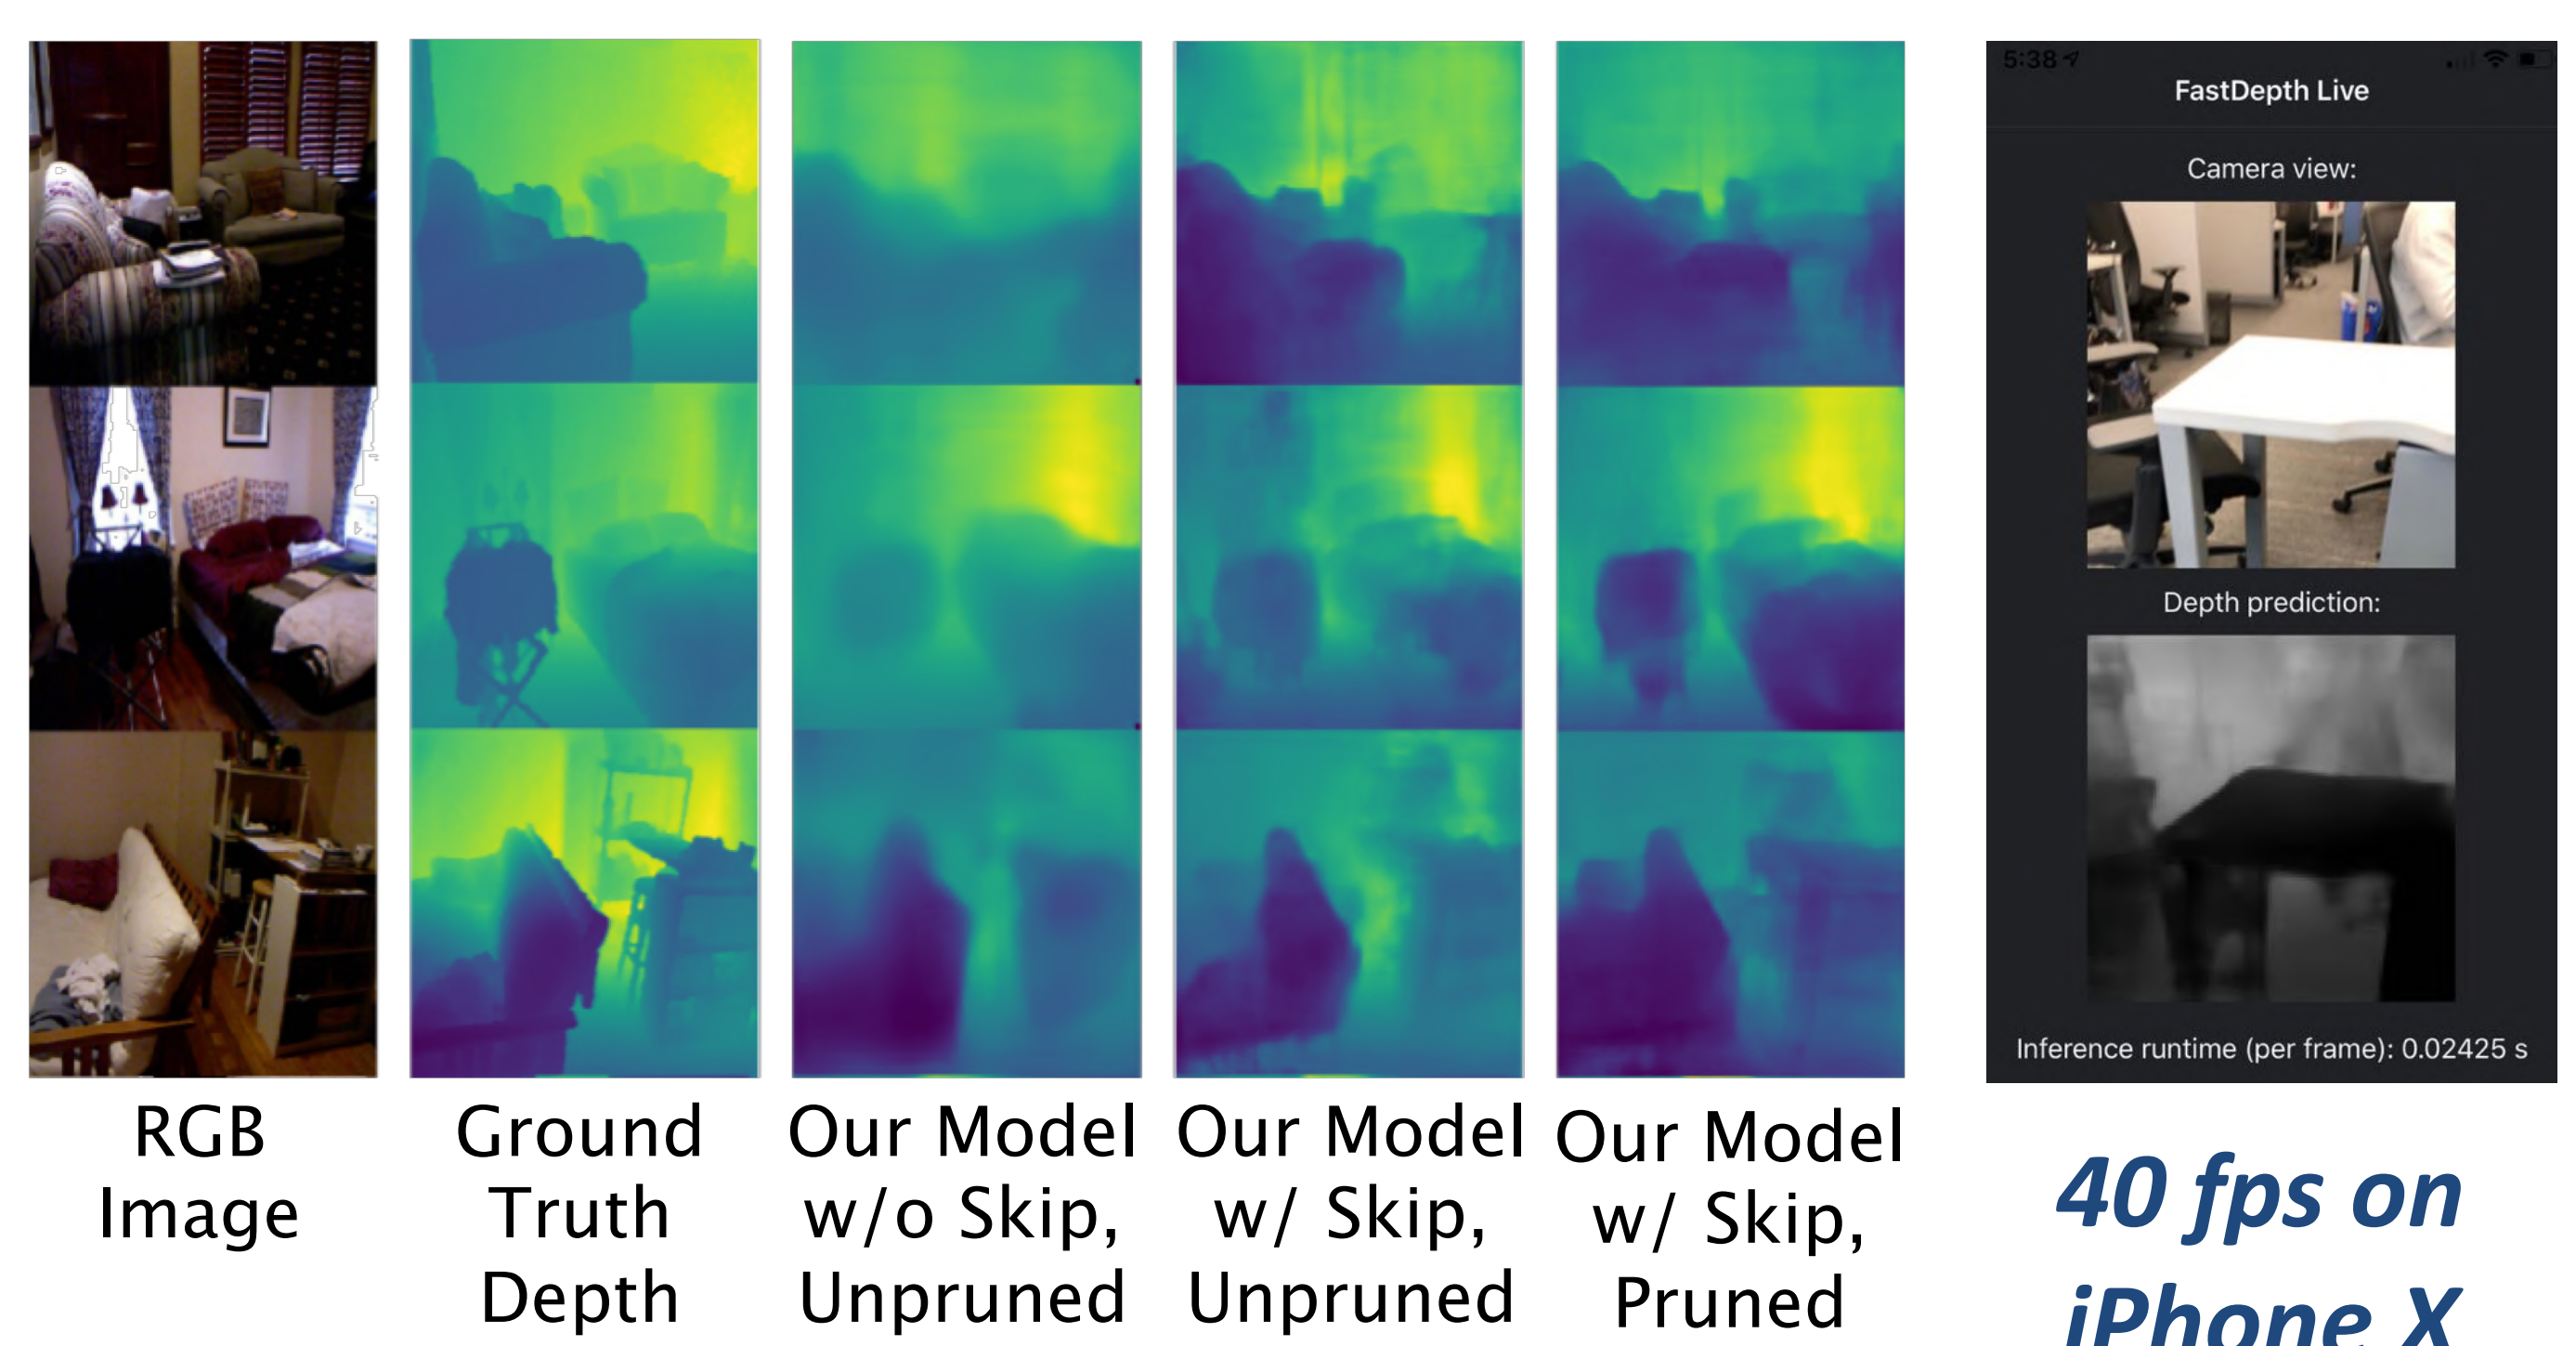 5:38
FastDepth Live
Camera view:
Depth prediction:
Inference runtime (per frame): 0.02425 s
RGB
Image
Ground
Truth
Depth
Our Model
w/o Skip,
Unpruned
Our Model
w/ Skip,
Unpruned
Our Model
w/ Skip,
Pruned
40 fps on
iPhone X